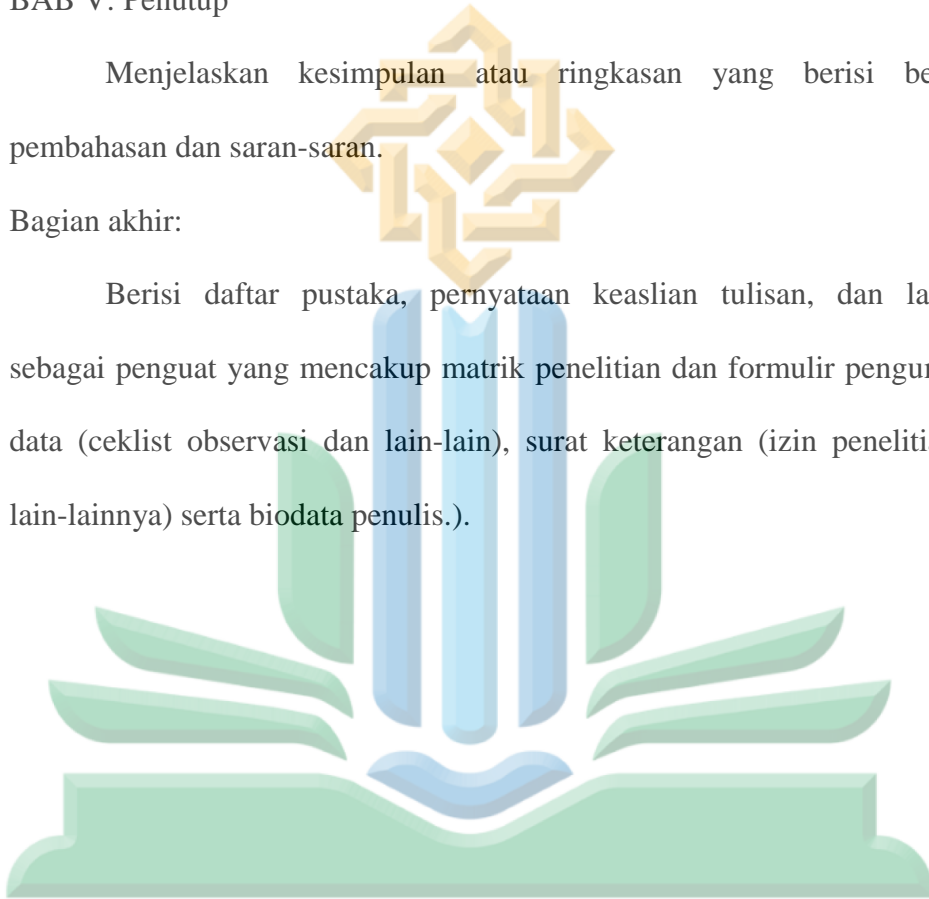 BAB V: Penutup
Menjelaskan kesimpulan atau ringkasan yang berisi
pembahasan dan saran-saran.
Bagian akhir:
Berisi daftar pustaka, pernyataan keaslian tulisan, dan
sebagai penguat yang mencakup matrik penelitian dan formulir
data (ceklist observasi dan lain-lain), surat keterangan (izin
lain-lainnya) serta biodata penulis.).